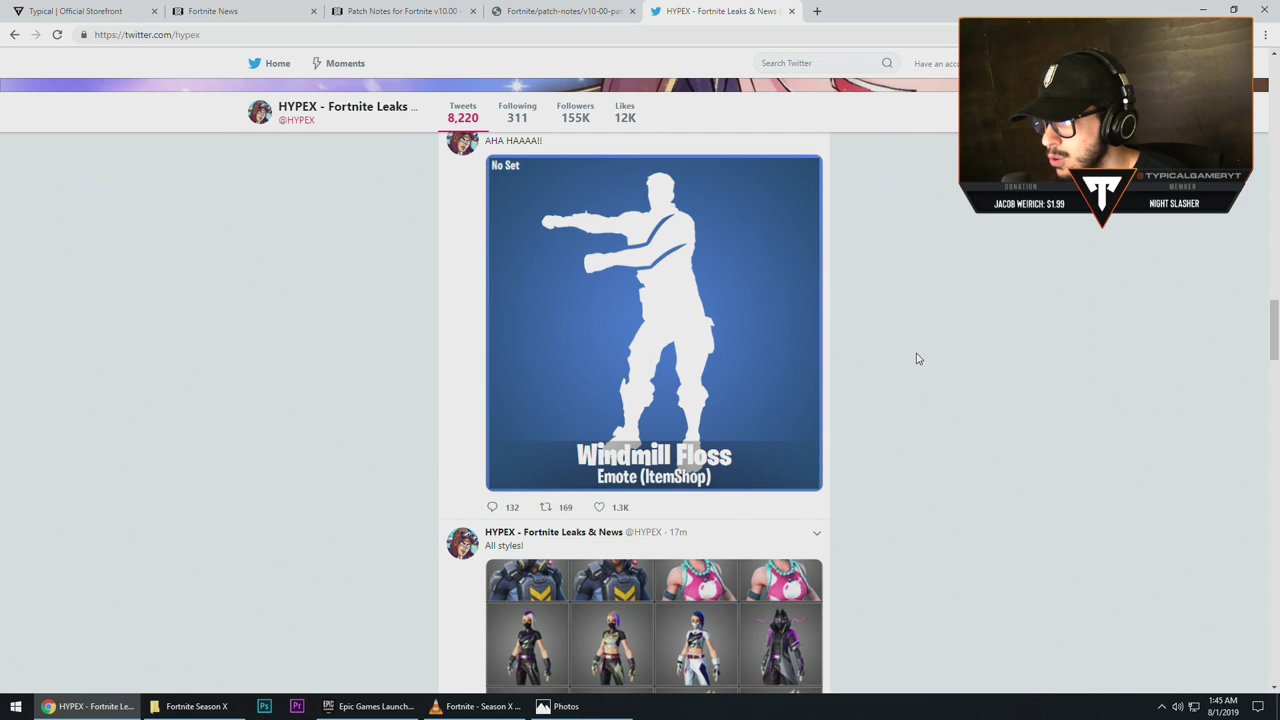 Typical | Official Storefront
Fortnite News
Patch Notes for Fortnite v10.00 -
Fortnite/patch-notes/v10-00-pat
HYPEX - Fortnite Leaks & News (
https://twitter.com/hypex
Home
Moments
Search Twitter
Have an acco
HYPEX - Fortnite Leaks ...
@HYPEX
Tweets
8,220
Following
311
Followers
155K
Likes
12K
AHA HAAAA!!
No Set
Windmill Floss
Emote (ItemShop)
132
169
1.3K
HYPEX - Fortnite Leaks & News @HYPEX · 17m
All styles!
TYPICALGAMERYT
DONATION
JACOB WEIRICH: $1.99
MEMBER
NIGHT SLASHER
HYPEX - Fortnite Le...
Fortnite Season X
Ps
Pr
Epic Games Launch...
Fortnite - Season X ...
Photos
1:45 AM
8/1/2019